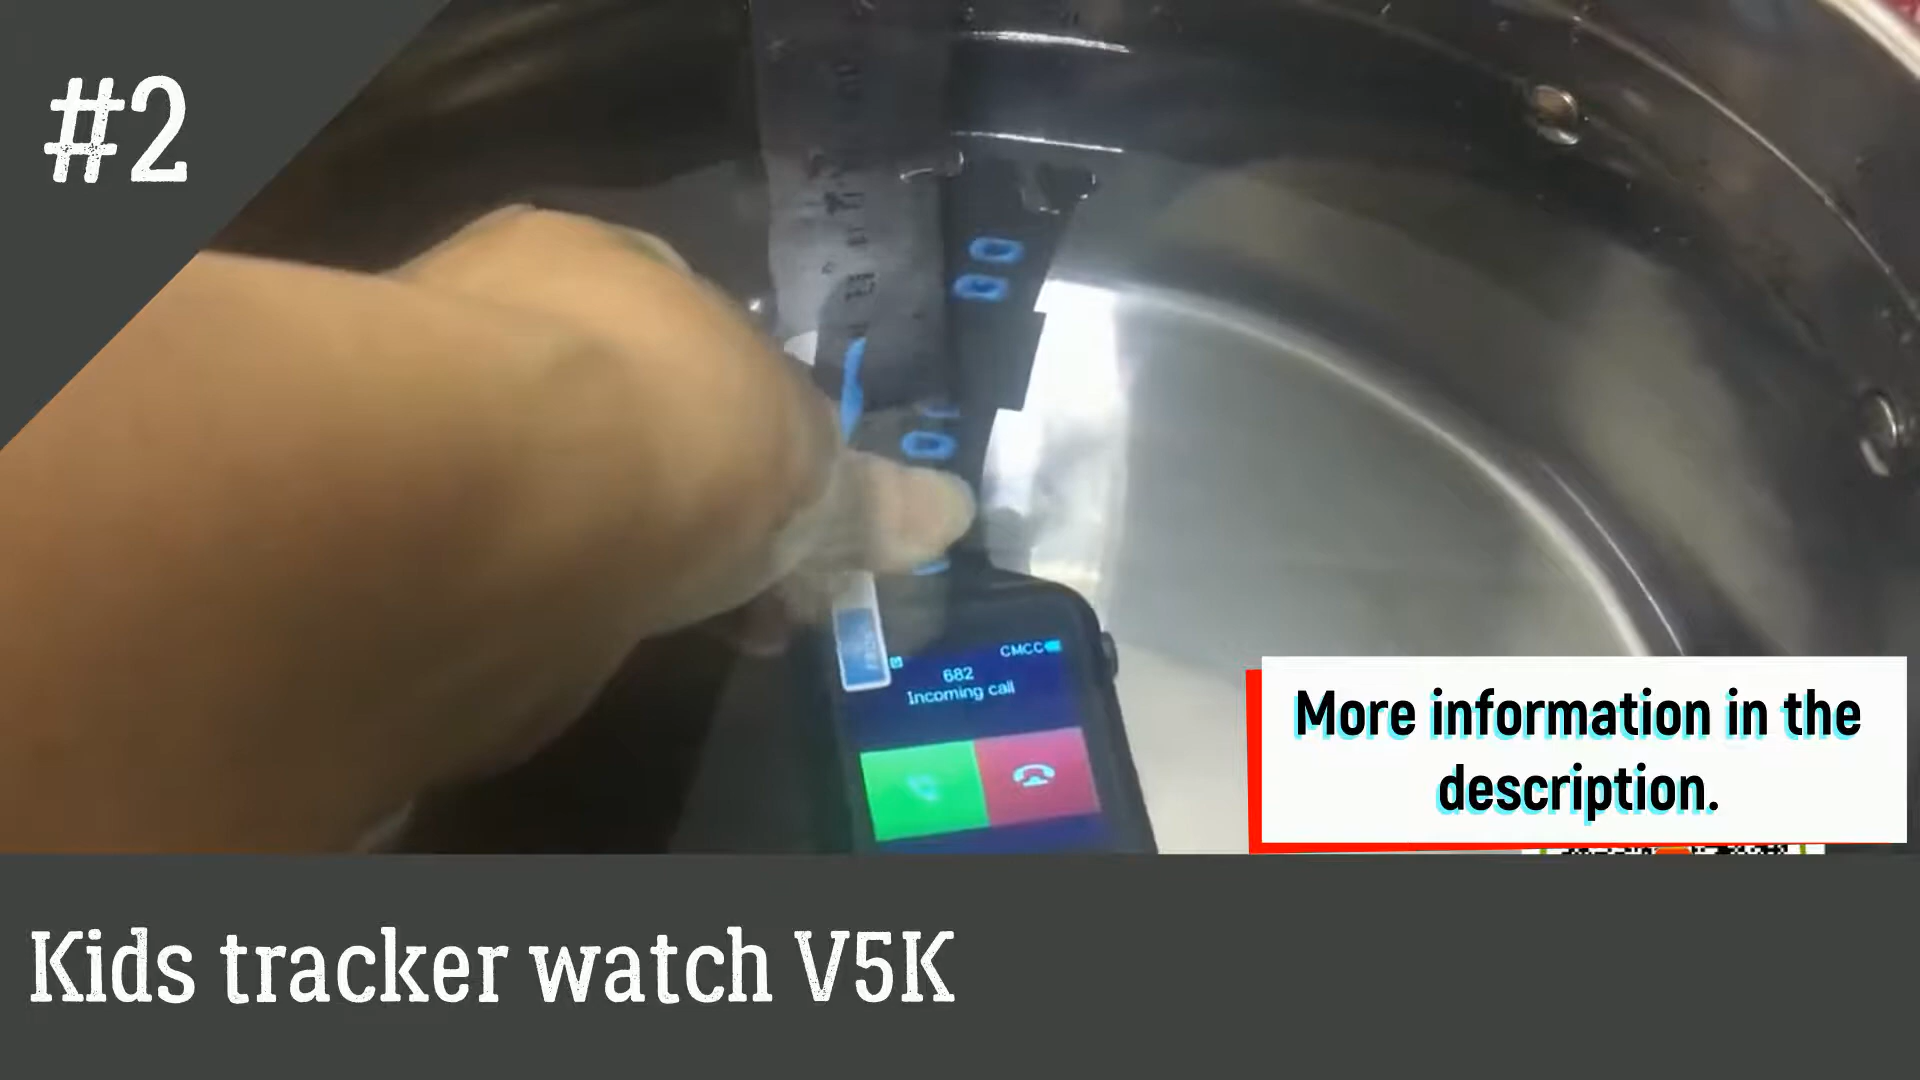 #2
CMCC
682
Incoming call
More information in the
description.
Kids tracker watch V5K